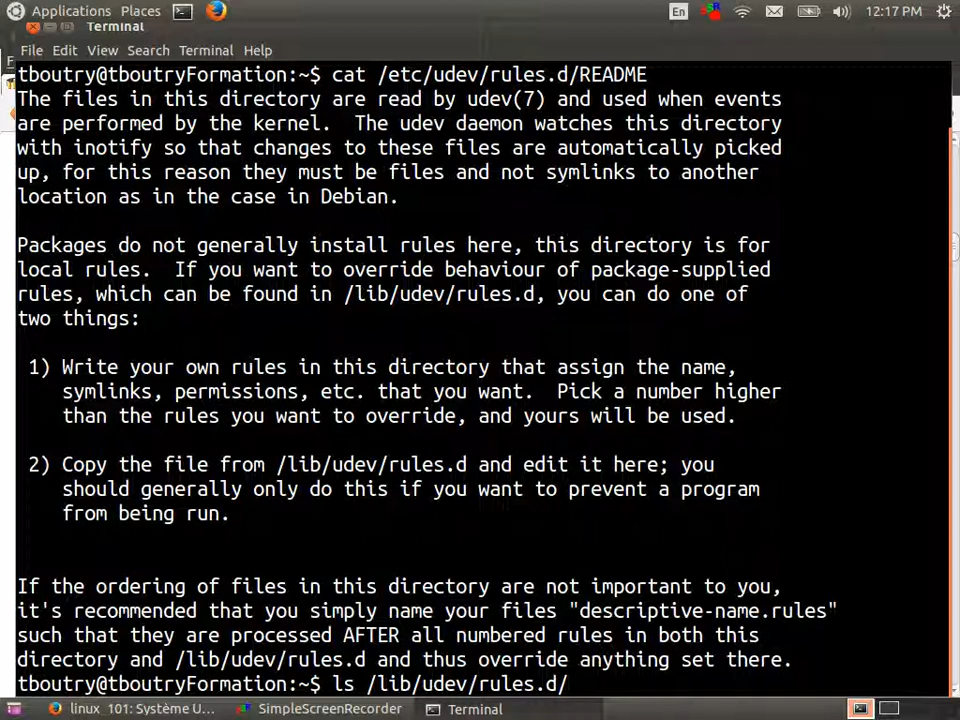 Applications Places En 12:17 PM
Terminal
File Edit View Search Terminal Help
tboutry@tboutryFormation:~$ cat /etc/udev/rules.d/README
The files in this directory are read by udev(7) and used when events
are performed by the kernel.  The udev daemon watches this directory
with inotify so that changes to these files are automatically picked
up, for this reason they must be files and not symlinks to another
location as in the case in Debian.
Packages do not generally install rules here, this directory is for
local rules.  If you want to override behaviour of package-supplied
rules, which can be found in /lib/udev/rules.d, you can do one of
two things:
1) Write your own rules in this directory that assign the name,
symlinks, permissions, etc. that you want.  Pick a number higher
than the rules you want to override, and yours will be used.
2) Copy the file from /lib/udev/rules.d and edit it here; you
should generally only do this if you want to prevent a program
from being run.
If the ordering of files in this directory are not important to you,
it's recommended that you simply name your files "descriptive-name.rules"
such that they are processed AFTER all numbered rules in both this
directory and /lib/udev/rules.d and thus override anything set there.
tboutry@tboutryFormation:~$ ls /lib/udev/rules.d/
linux_101: Système U... SimpleScreenRecorder Terminal